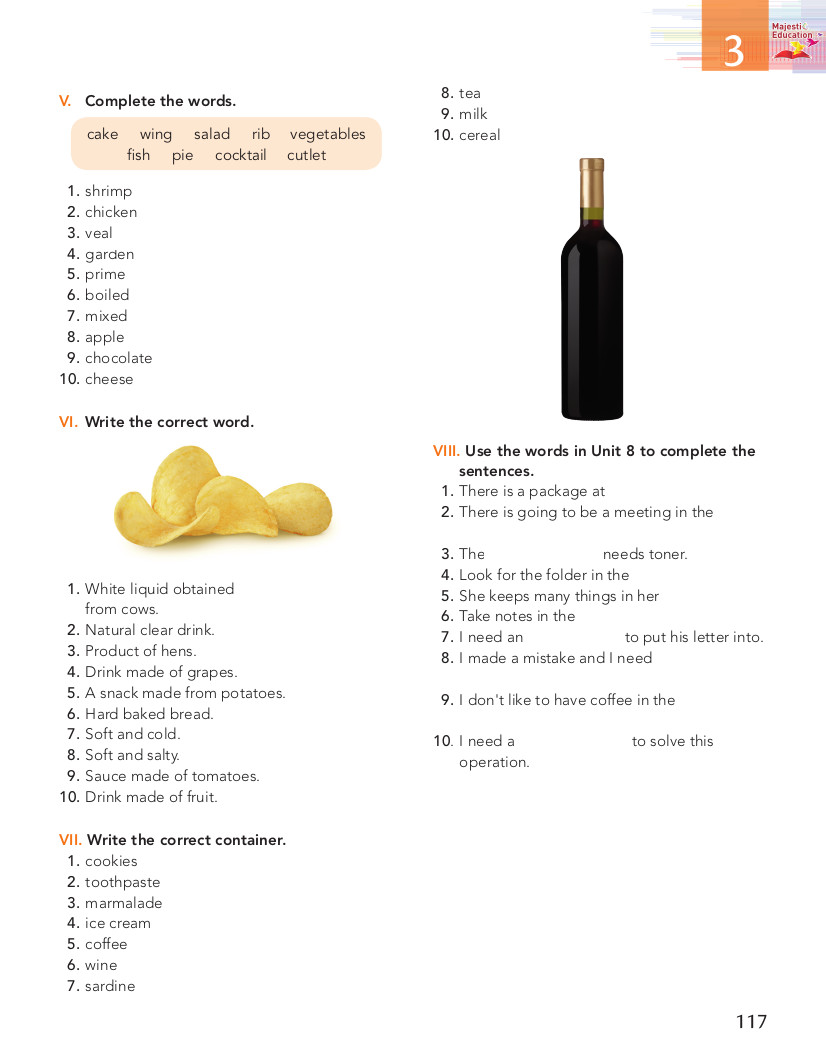 3
Majesti
Education
V. Complete the words.
cake wing salad rib vegetables
fish pie cocktail cutlet
1. shrimp
2. chicken
3. veal
4. garden
5. prime
6. boiled
7. mixed
8. apple
9. chocolate
10. cheese
VI. Write the correct word.
1. White liquid obtained
from cows.
2. Natural clear drink.
3. Product of hens.
4. Drink made of grapes.
5. A snack made from potatoes.
6. Hard baked bread.
7. Soft and cold.
8. Soft and salty.
9. Sauce made of tomatoes.
10. Drink made of fruit.
VII. Write the correct container.
1. cookies
2. toothpaste
3. marmalade
4. ice cream
5. coffee
6. wine
7. sardine
8. tea
9. milk
10. cereal
VIII. Use the words in Unit 8 to complete the
sentences.
1. There is a package at
2. There is going to be a meeting in the
3. The needs toner.
4. Look for the folder in the
5. She keeps many things in her
6. Take notes in the
7. I need an to put his letter into.
8. I made a mistake and I need
9. I don't like to have coffee in the
10. I need a to solve this
operation.
117